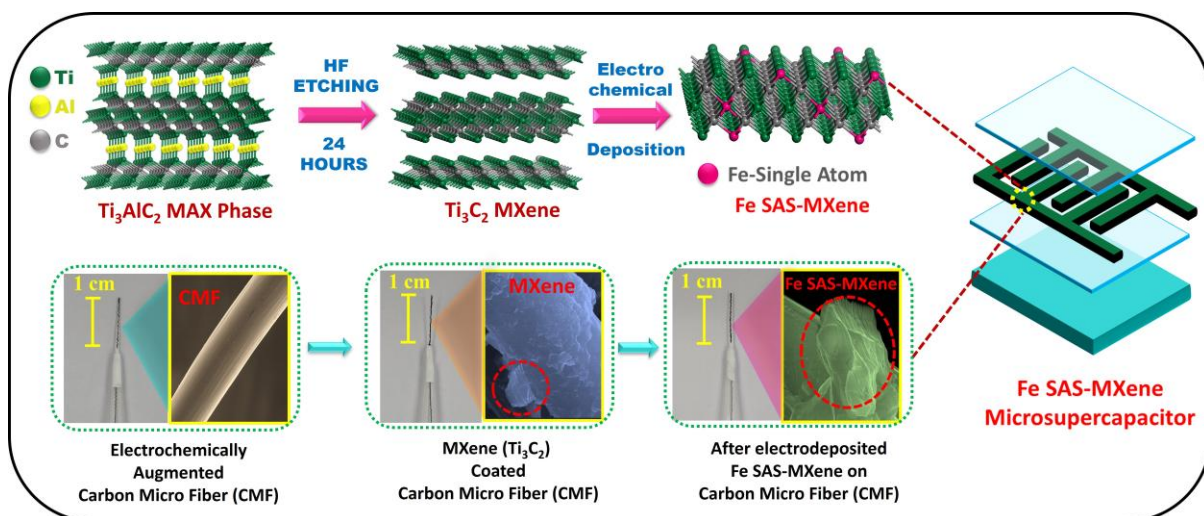 Ti
Al
C
HF
ETCHING
24
HOURS
Electro
chemical
Deposition
Fe-Single Atom
Ti₃AlC₂ MAX Phase
Ti₃C₂ MXene
Fe SAS-MXene
1 cm
CMF
1 cm
MXene
1 cm
Fe SAS-MXene
Electrochemically
Augmented
Carbon Micro Fiber (CMF)
MXene (Ti₃C₂)
Coated
Carbon Micro Fiber (CMF)
After electrodeposited
Fe SAS-MXene on
Carbon Micro Fiber (CMF)
Fe SAS-MXene
Microsupercapacitor